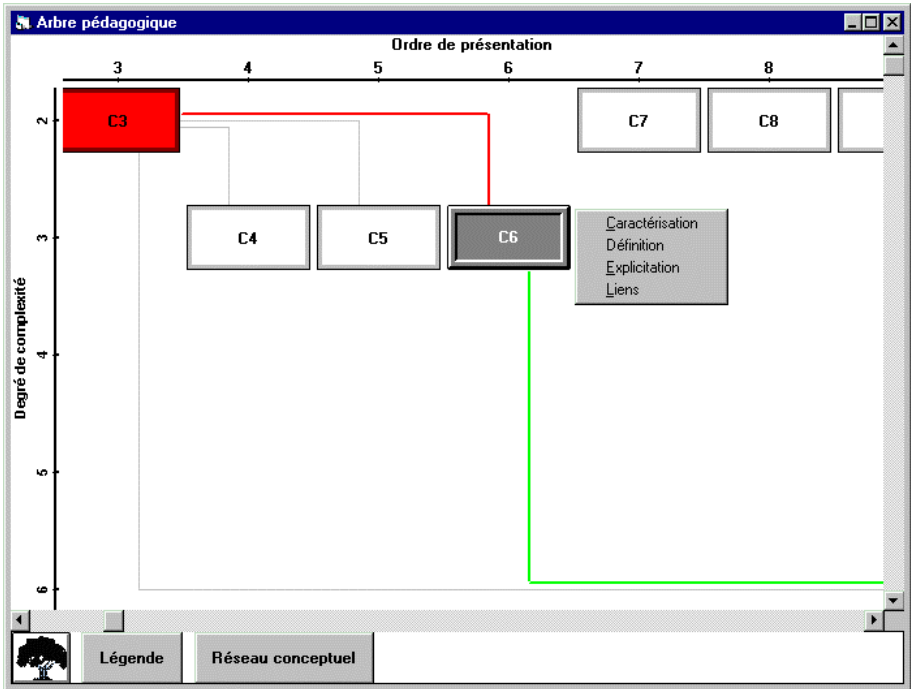 Arbre pédagogique
Ordre de présentation
3 4 5 6 7 8
2
C3 C7 C8
3
C4 C5 C6
Caractérisation
Définition
Explicitation
Liens
Degré de complexité
4
5
6
Légende Réseau conceptuel